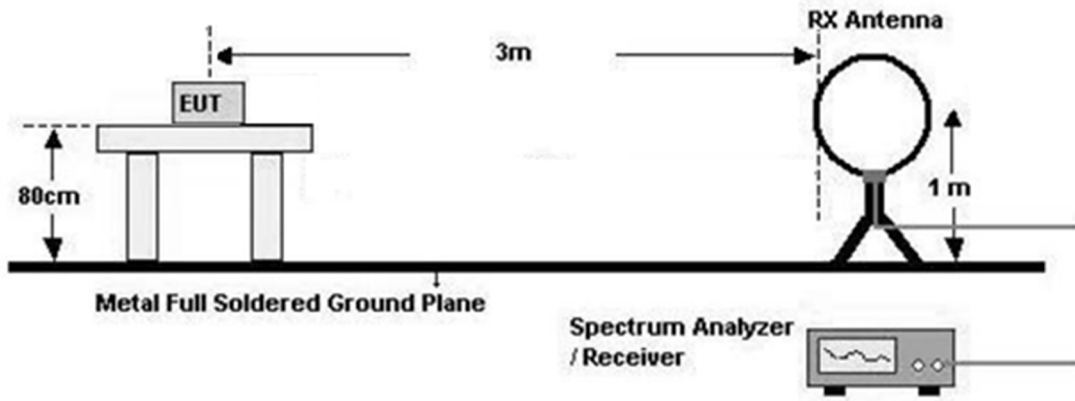 RX Antenna
3m
EUT
80cm
1 m
Metal Full Soldered Ground Plane
Spectrum Analyzer
/ Receiver